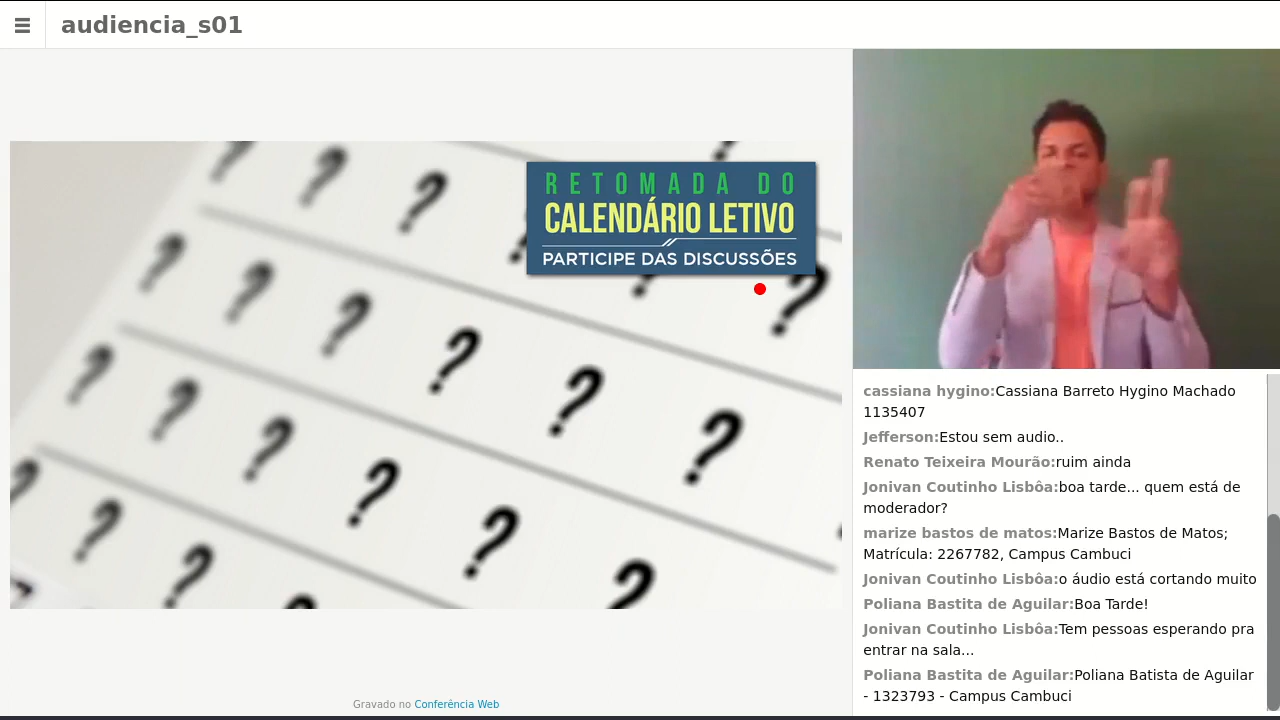 audiencia_s01
RETOMADA DO
CALENDÁRIO LETIVO
PARTICIPE DAS DISCUSSÕES
? ? ? ?
? ? ? ? ? ?
? ? ? ? ? ?
? ? ? ? ? ?
Gravado no Conferência Web
cassiana hygino:Cassiana Barreto Hygino Machado
1135407
Jefferson:Estou sem audio..
Renato Teixeira Mourão:ruim ainda
Jonivan Coutinho Lisbôa:boa tarde... quem está de
moderador?
marize bastos de matos:Marize Bastos de Matos;
Matrícula: 2267782, Campus Cambuci
Jonivan Coutinho Lisbôa:o áudio está cortando muito
Poliana Bastita de Aguilar:Boa Tarde!
Jonivan Coutinho Lisbôa:Tem pessoas esperando pra
entrar na sala...
Poliana Bastita de Aguilar:Poliana Batista de Aguilar
- 1323793 - Campus Cambuci